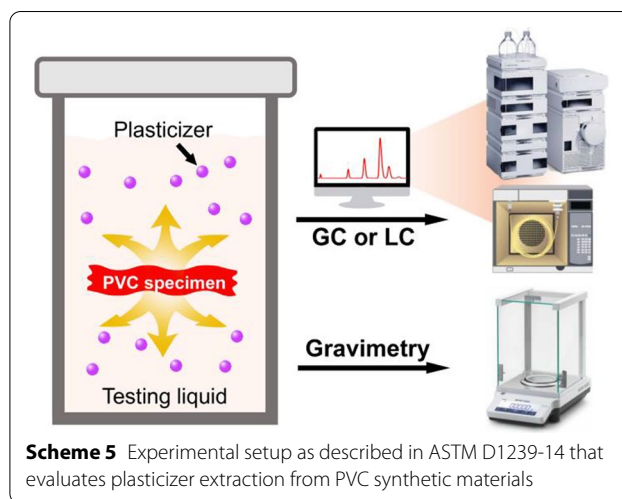 Plasticizer
PVC specimen
Testing liquid
GC or LC
Gravimetry
Scheme 5 Experimental setup as described in ASTM D1239-14 that
evaluates plasticizer extraction from PVC synthetic materials